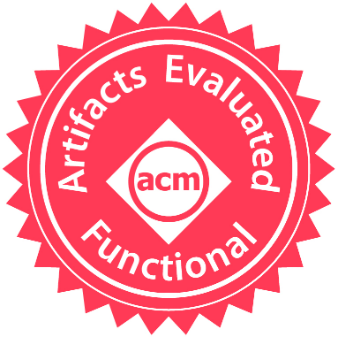 Artifacts Evaluated
acm
Functional